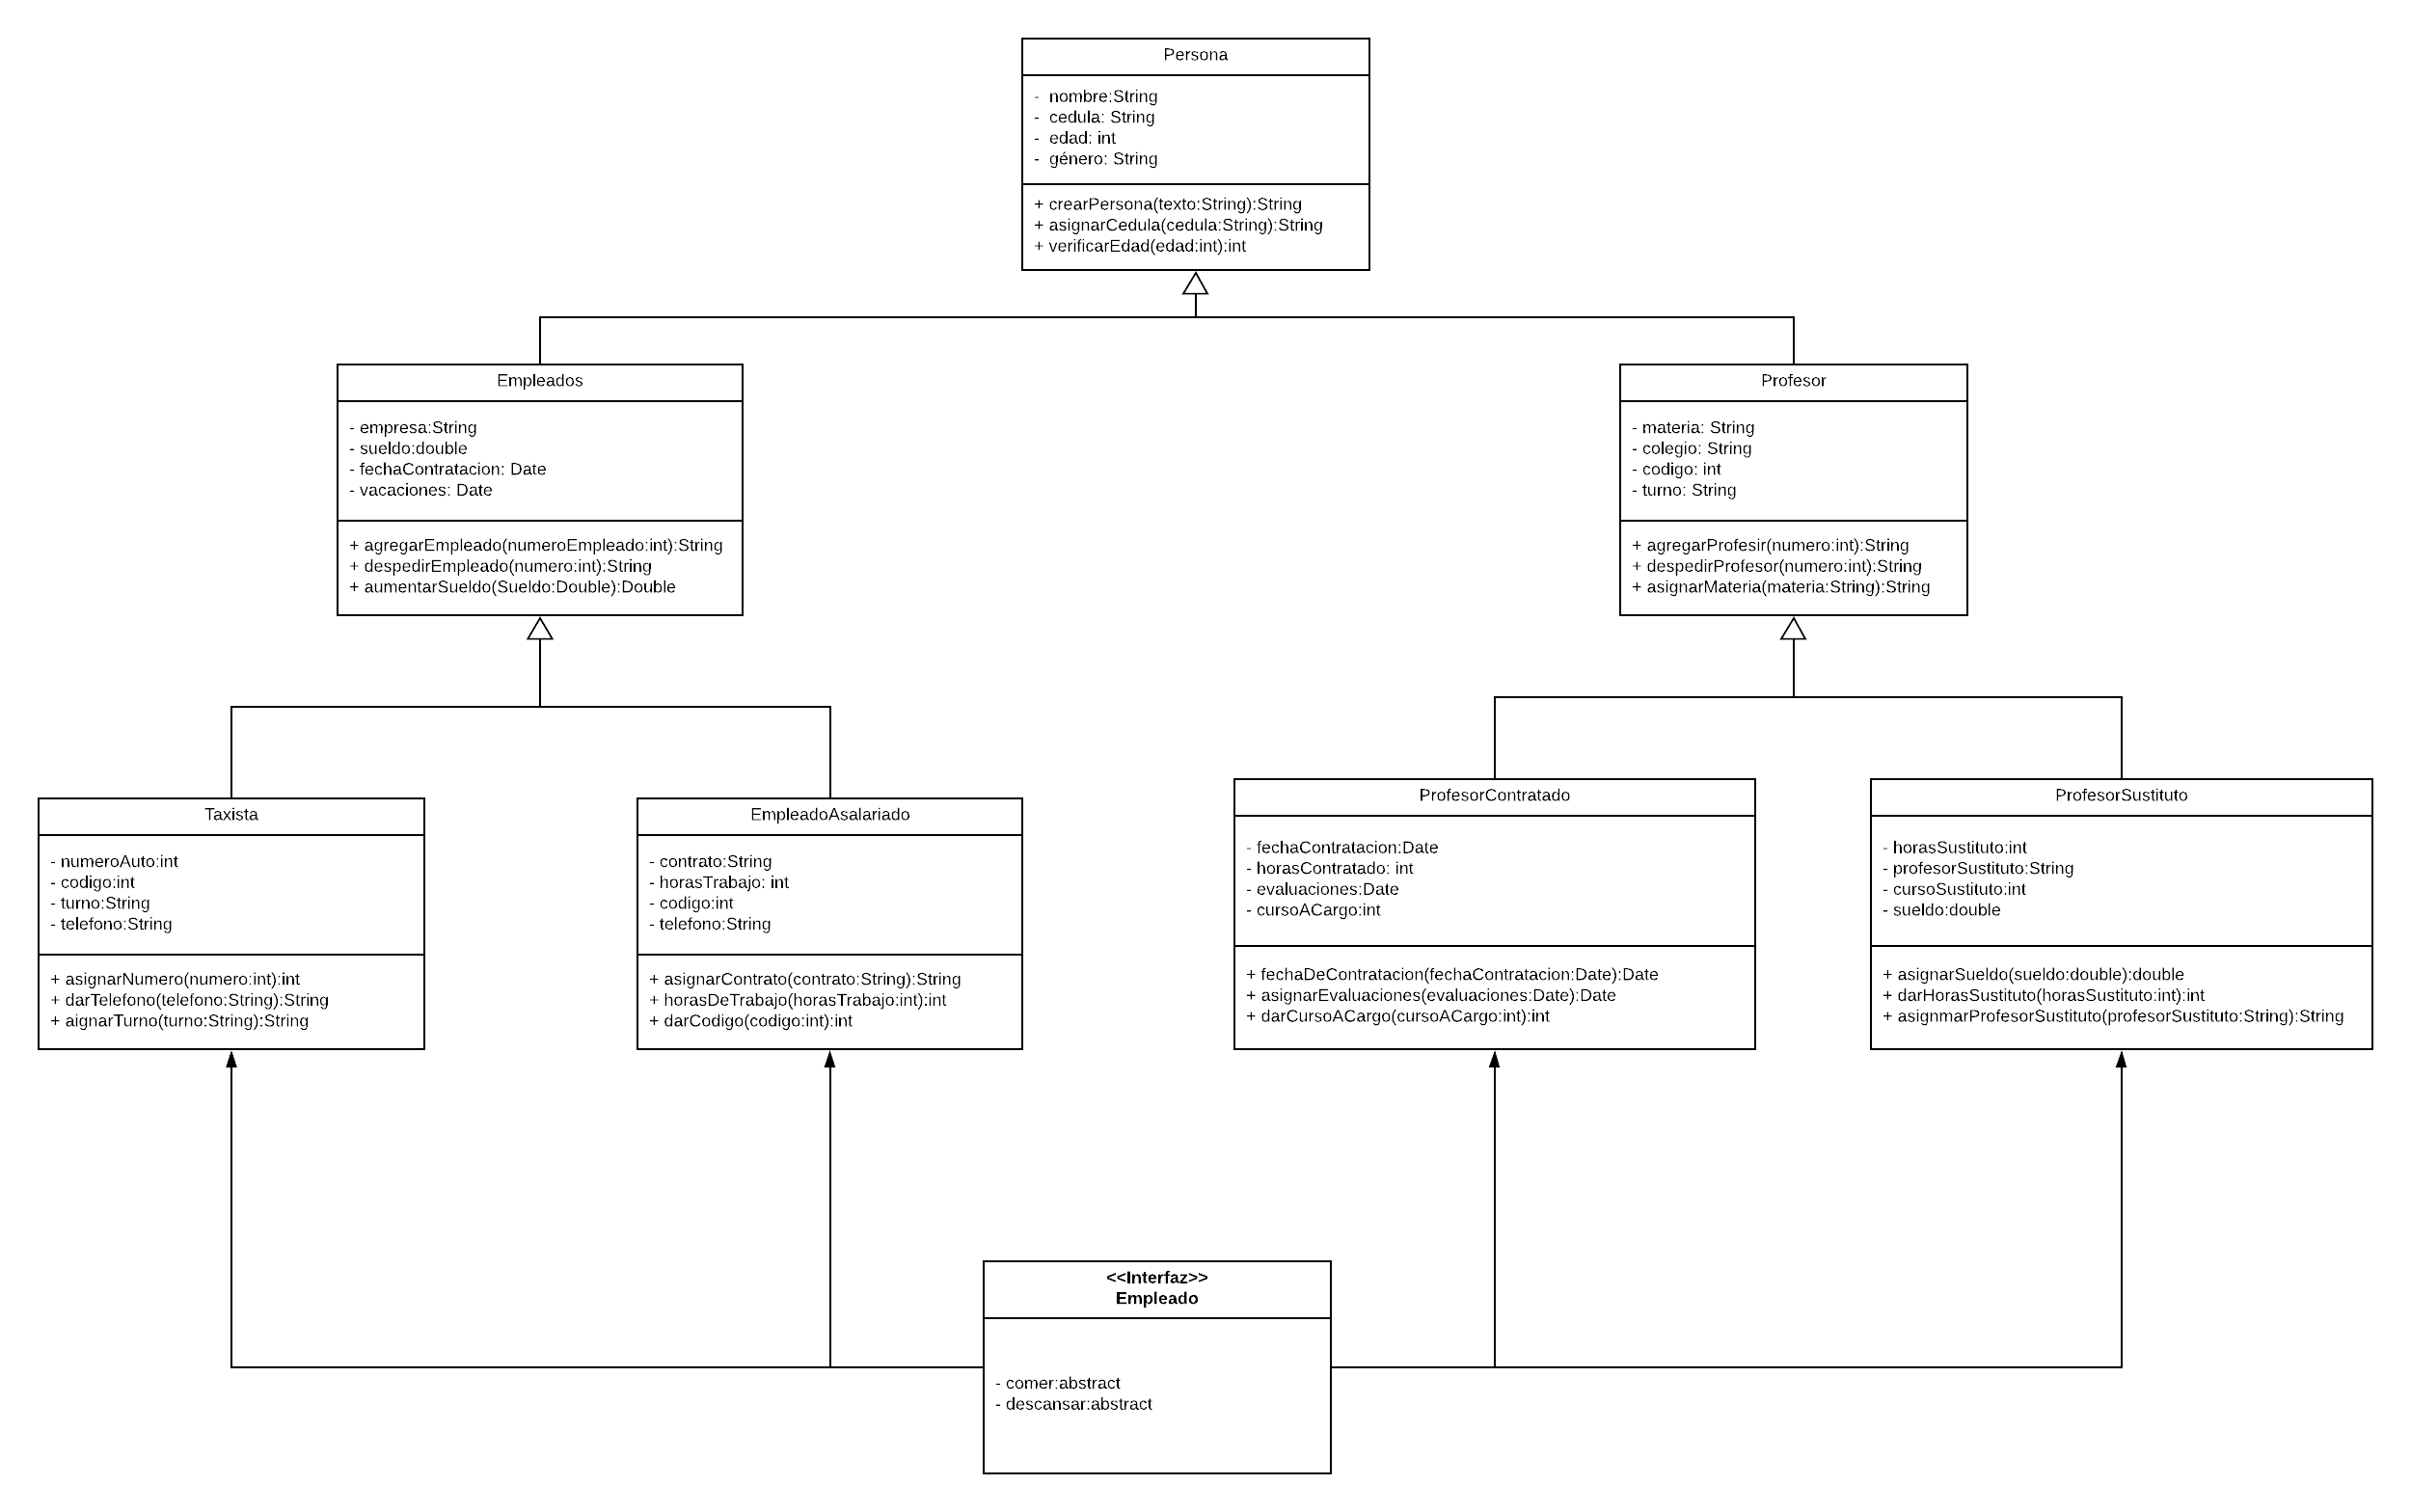 Persona
- nombre:String
- cedula: String
- edad: int
- género: String
+ crearPersona(texto:String):String
+ asignarCedula(cedula:String):String
+ verificarEdad(edad:int):int
Empleados
- empresa:String
- sueldo:double
- fechaContratacion: Date
- vacaciones: Date
+ agregarEmpleado(numeroEmpleado:int):String
+ despedirEmpleado(numero:int):String
+ aumentarSueldo(Sueldo:Double):Double
Profesor
- materia: String
- colegio: String
- codigo: int
- turno: String
+ agregarProfesir(numero:int):String
+ despedirProfesor(numero:int):String
+ asignarMateria(materia:String):String
Taxista
- numeroAuto:int
- codigo:int
- turno:String
- telefono:String
+ asignarNumero(numero:int):int
+ darTelefono(telefono:String):String
+ aignarTurno(turno:String):String
EmpleadoAsalariado
- contrato:String
- horasTrabajo: int
- codigo:int
- telefono:String
+ asignarContrato(contrato:String):String
+ horasDeTrabajo(horasTrabajo:int):int
+ darCodigo(codigo:int):int
ProfesorContratado
- fechaContratacion:Date
- horasContratado: int
- evaluaciones:Date
- cursoACargo:int
+ fechaDeContratacion(fechaContratacion:Date):Date
+ asignarEvaluaciones(evaluaciones:Date):Date
+ darCursoACargo(cursoACargo:int):int
ProfesorSustituto
- horasSustituto:int
- profesorSustituto:String
- cursoSustituto:int
- sueldo:double
+ asignarSueldo(sueldo:double):double
+ darHorasSustituto(horasSustituto:int):int
+ asignmarProfesorSustituto(profesorSustituto:String):String
<<Interfaz>>
Empleado
- comer:abstract
- descansar:abstract